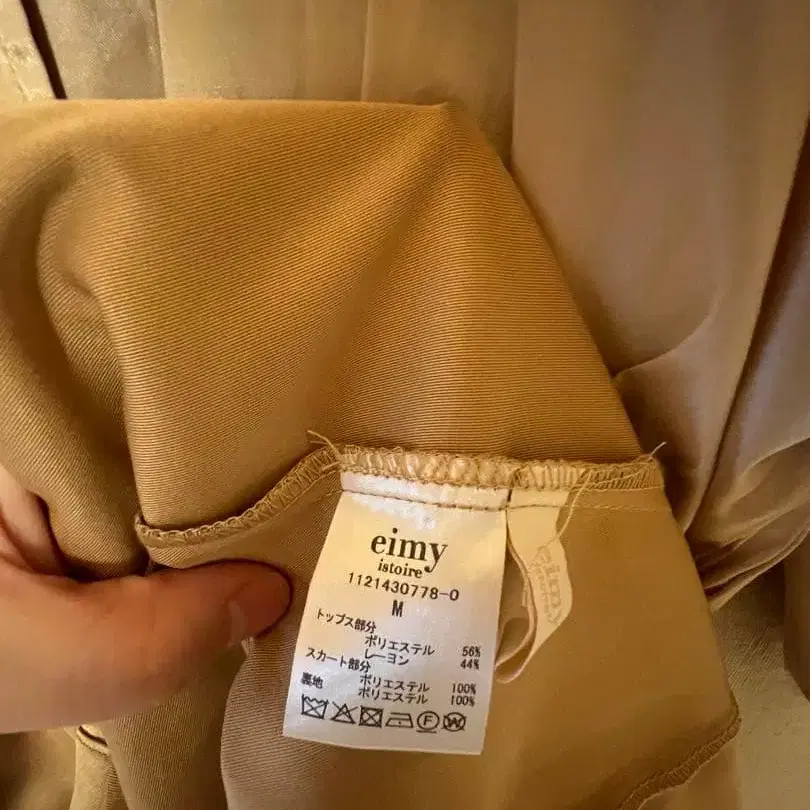 eimy
istoire
1121430778-0
M
トップス部分
ポリエステル 56%
レーヨン 44%
スカート部分
ポリエステル 100%
裏地 ポリエステル 100%
eimy